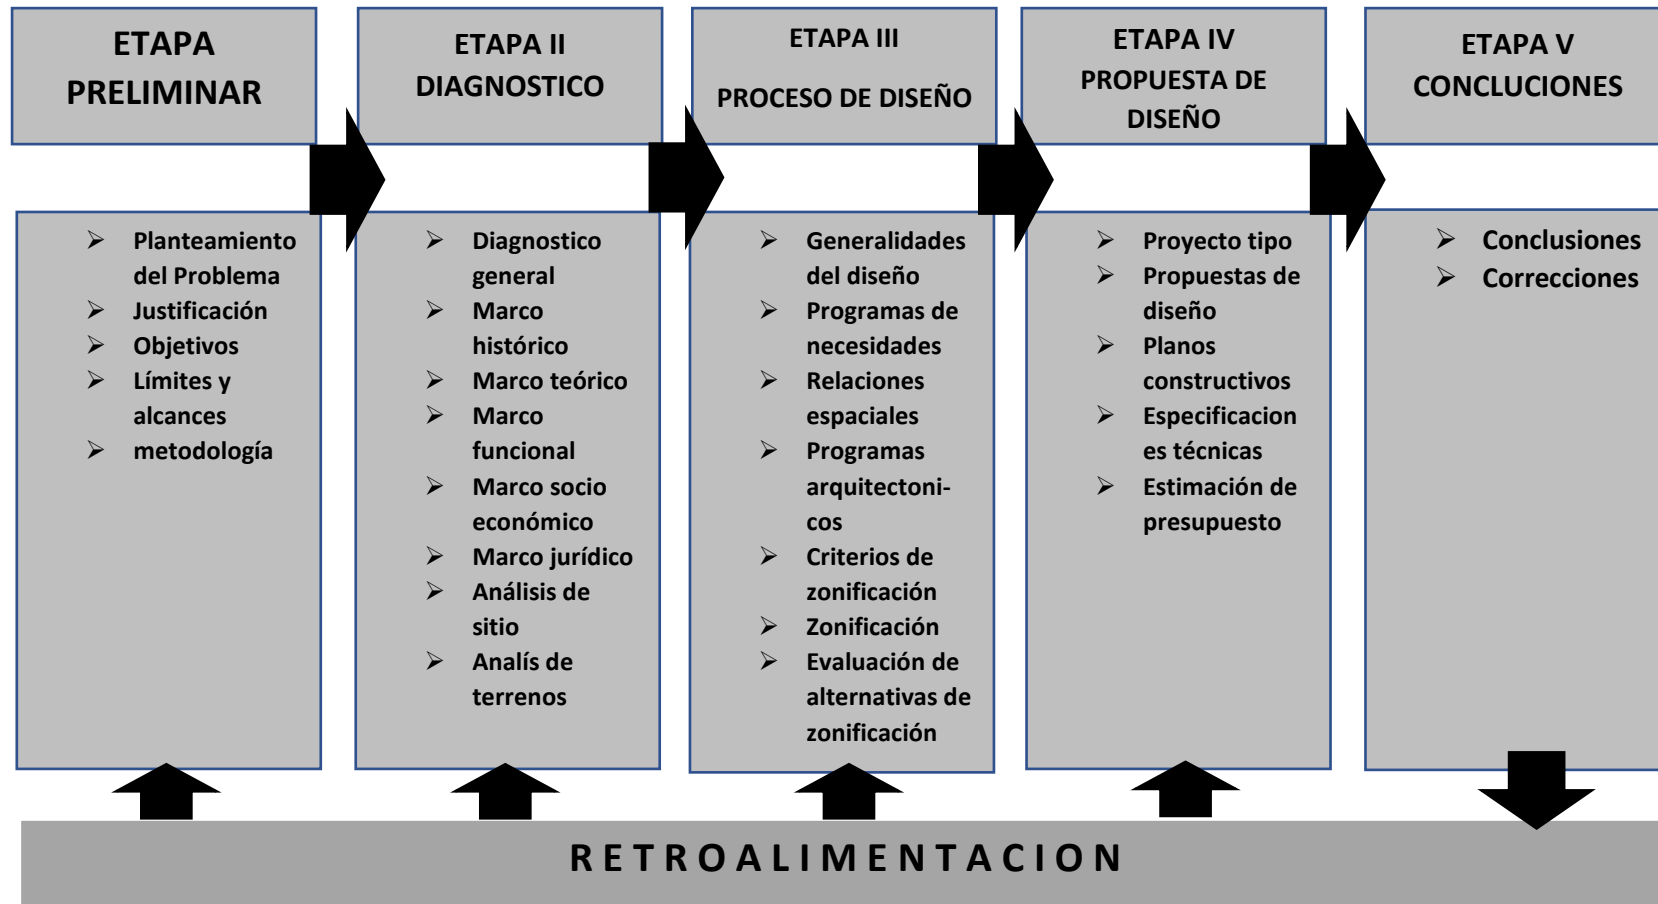 ETAPA
PRELIMINAR
ETAPA II
DIAGNOSTICO
ETAPA III
PROCESO DE DISEÑO
ETAPA IV
PROPUESTA DE
DISEÑO
ETAPA V
CONCLUCIONES
➢ Planteamiento
del Problema
➢ Justificación
➢ Objetivos
➢ Límites y
alcances
➢ metodología
➢ Diagnostico
general
➢ Marco
histórico
➢ Marco teórico
➢ Marco
funcional
➢ Marco socio
económico
➢ Marco jurídico
➢ Análisis de
sitio
➢ Analís de
terrenos
➢ Generalidades
del diseño
➢ Programas de
necesidades
➢ Relaciones
espaciales
➢ Programas
arquitectoni-
cos
➢ Criterios de
zonificación
➢ Zonificación
➢ Evaluación de
alternativas de
zonificación
➢ Proyecto tipo
➢ Propuestas de
diseño
➢ Planos
constructivos
➢ Especificacion
es técnicas
➢ Estimación de
presupuesto
➢ Conclusiones
➢ Correcciones
RETROALIMENTACION